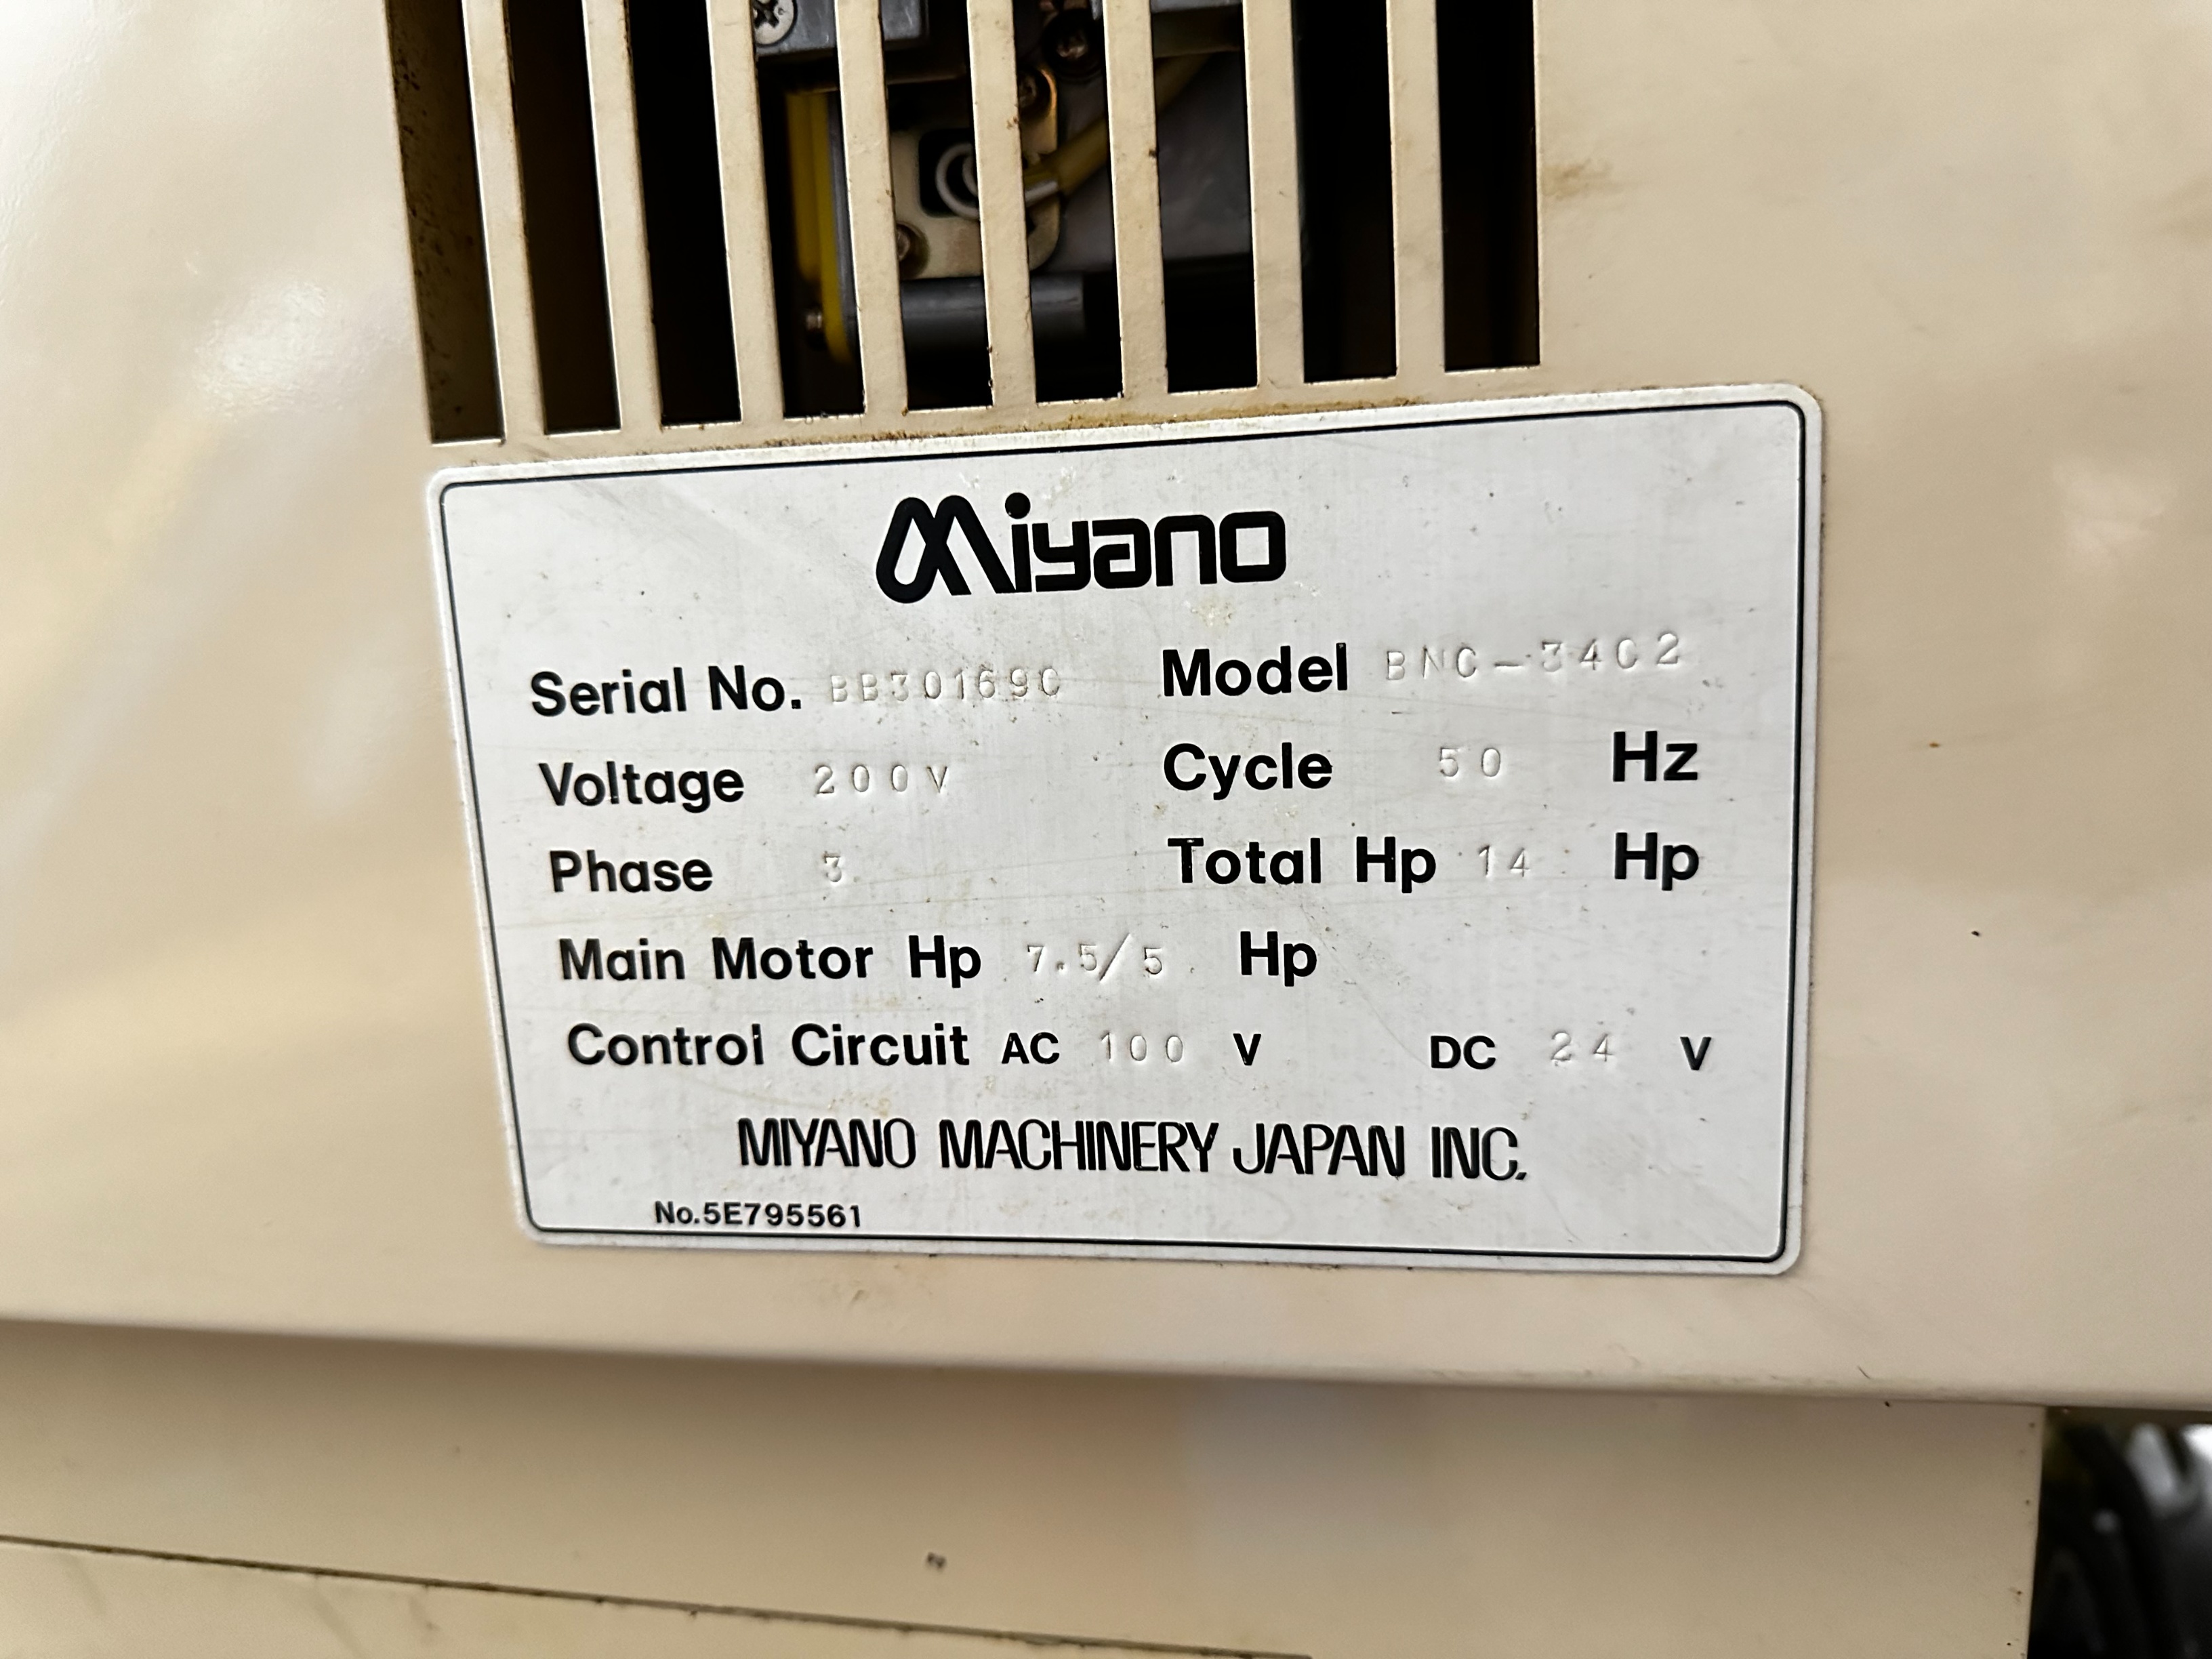 Miyano
Serial No. BB30169C Model BNC-34C2
Voltage 200V Cycle 50 Hz
Phase 3 Total Hp 14 Hp
Main Motor Hp 7.5/5 Hp
Control Circuit AC 100 V DC 24 V
MIYANO MACHINERY JAPAN INC.
No.5E795561